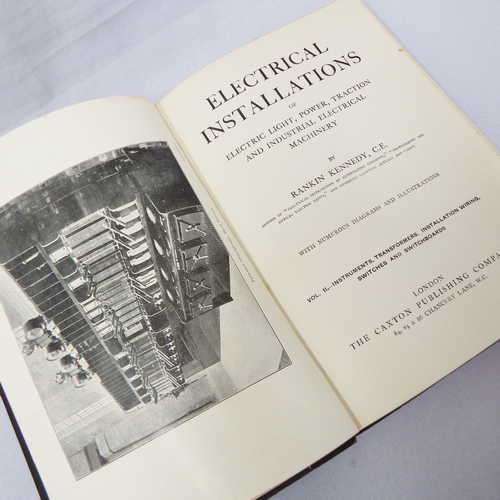 ELECTRICAL
INSTALLATIONS
OF
ELECTRIC LIGHT, POWER, TRACTION
AND INDUSTRIAL ELECTRICAL
MACHINERY
BY
RANKIN KENNEDY, C.E.
WITH NUMEROUS DIAGRAMS AND ILLUSTRATIONS
VOL. II.—INSTRUMENTS, TRANSFORMERS, INSTALLATION WIRING,
SWITCHES AND SWITCHBOARDS
LONDON
THE CAXTON PUBLISHING COMPA
CHANCERY LANE, W.C.